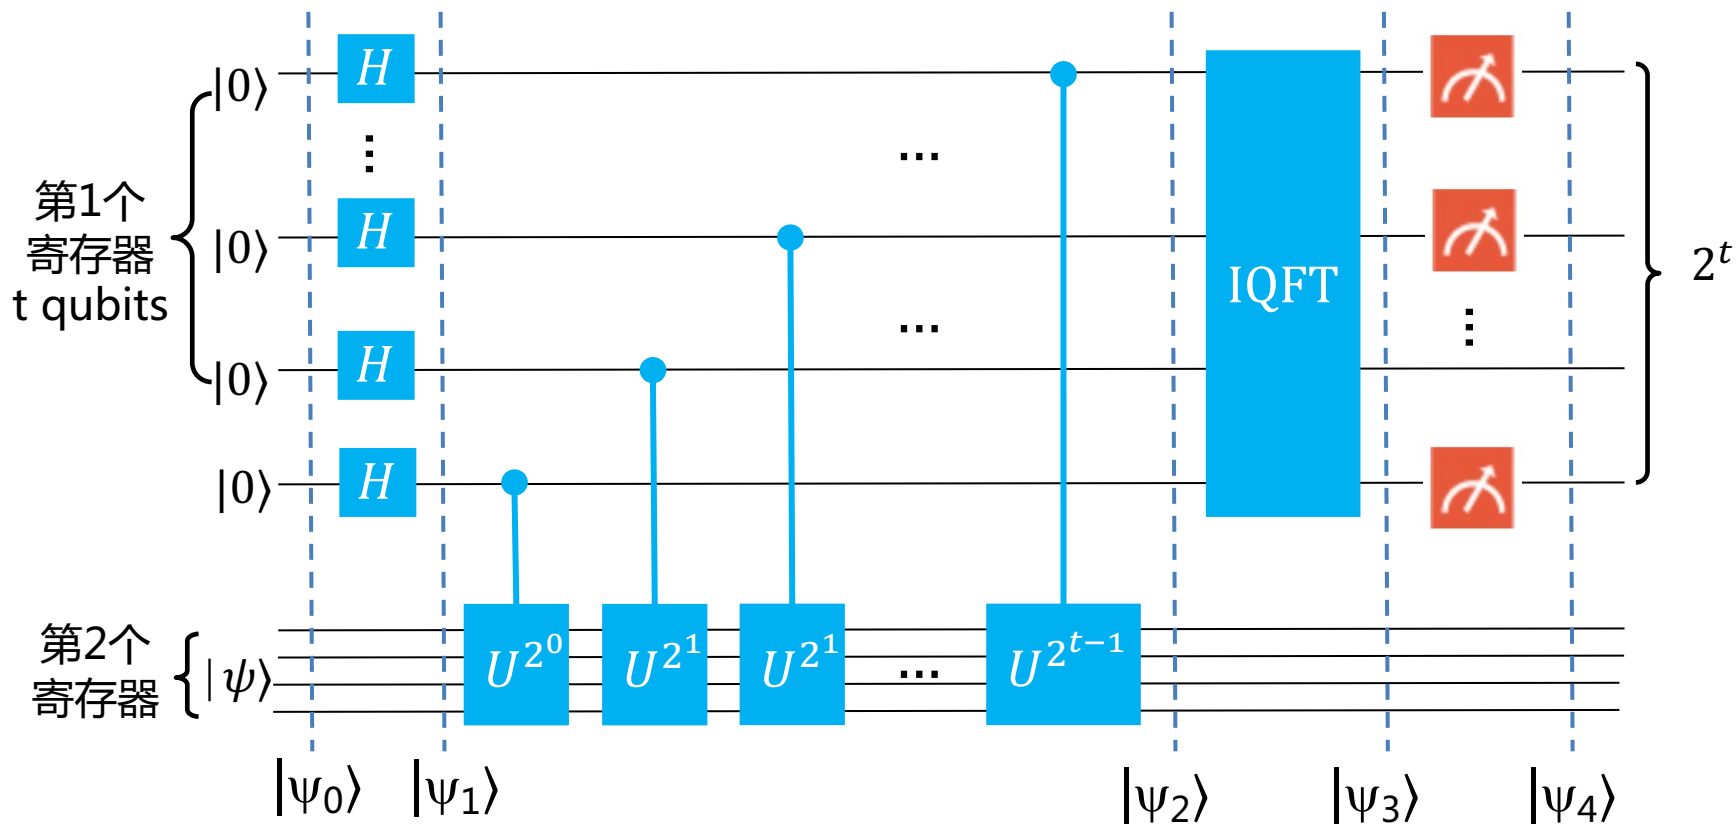 |0⟩ H
⋮
第1个
寄存器
t qubits
|0⟩ H
|0⟩ H
|0⟩ H
...
...
IQFT
⋮
2^t
第2个
寄存器
|ψ⟩
U^{2^0} U^{2^1} U^{2^1} ... U^{2^{t−1}}
|ψ₀⟩ |ψ₁⟩ |ψ₂⟩ |ψ₃⟩ |ψ₄⟩